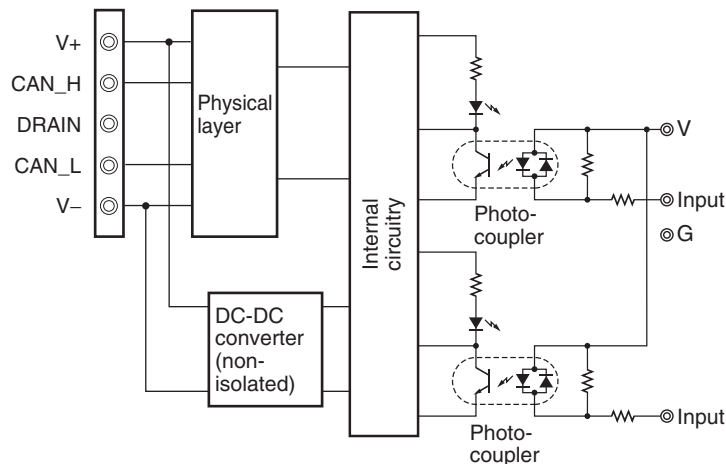 V+
CAN_H
DRAIN
CAN_L
V–
Physical
layer
DC-DC
converter
(non-
isolated)
Internal
circuitry
Photo-
coupler
Photo-
coupler
V
Input
G
Input